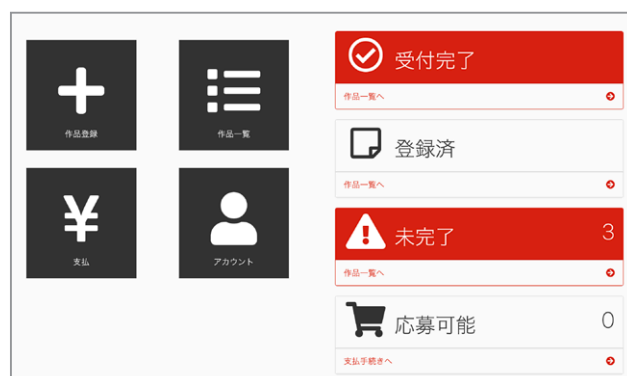 作品登録
作品一覧
支払
アカウント
受付完了
作品一覧へ
登録済
作品一覧へ
未完了 3
作品一覧へ
応募可能 0
支払手続きへ